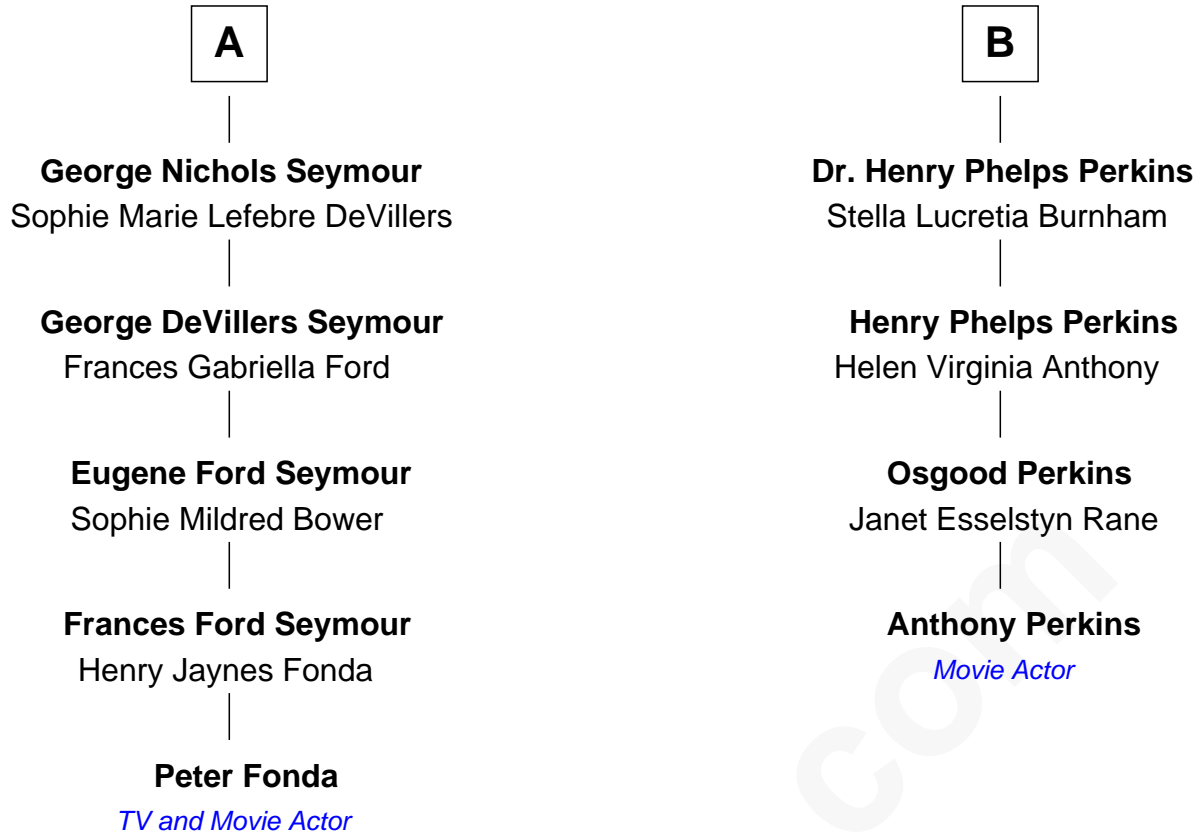 A
George Nichols Seymour
Sophie Marie Lefebre DeVillers
George DeVillers Seymour
Frances Gabriella Ford
Eugene Ford Seymour
Sophie Mildred Bower
Frances Ford Seymour
Henry Jaynes Fonda
Peter Fonda
TV and Movie Actor
B
Dr. Henry Phelps Perkins
Stella Lucretia Burnham
Henry Phelps Perkins
Helen Virginia Anthony
Osgood Perkins
Janet Esselstyn Rane
Anthony Perkins
Movie Actor
com